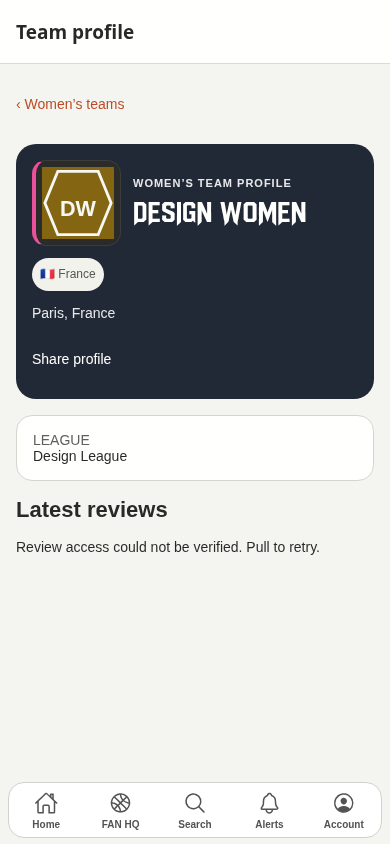 Team profile
‹ Women's teams
DW
WOMEN'S TEAM PROFILE
DESIGN WOMEN
🇫🇷 France
Paris, France
Share profile
LEAGUE
Design League
Latest reviews
Review access could not be verified. Pull to retry.
Home
FAN HQ
Search
Alerts
Account